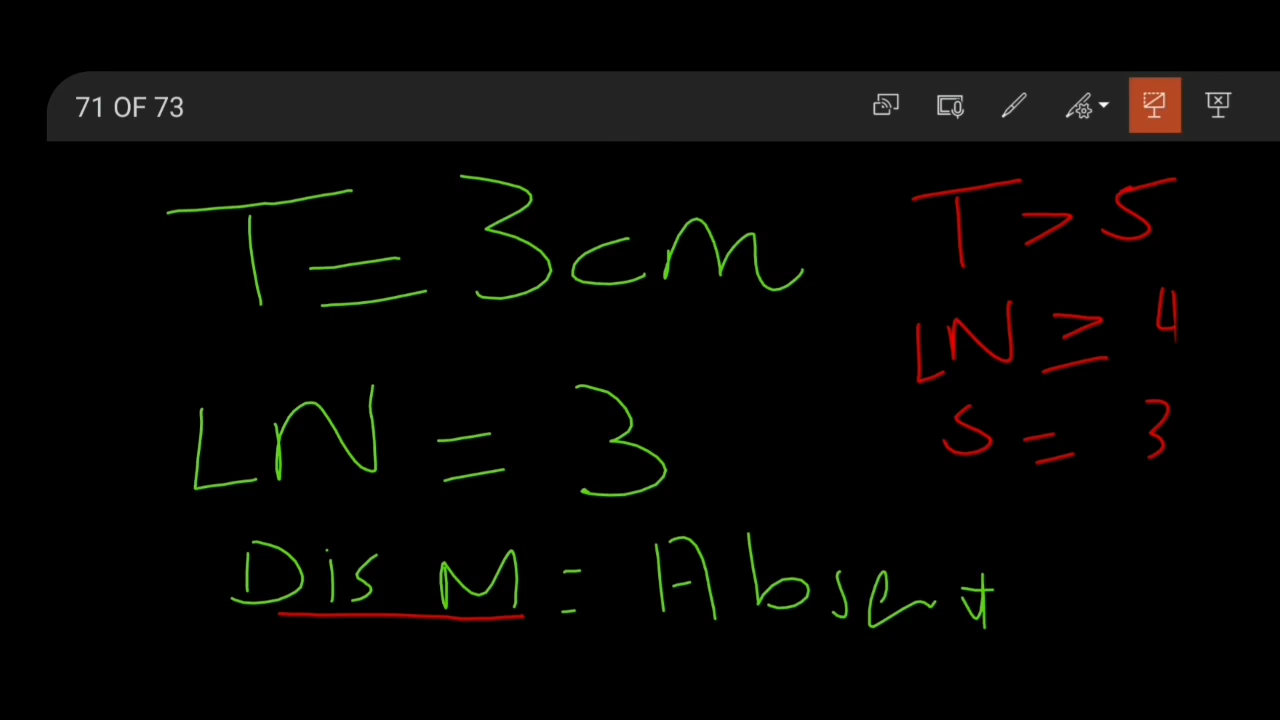 71 OF 73
T = 3cm
LN = 3
Dis M = Absent
T > 5
LN ≥ 4
S = 3